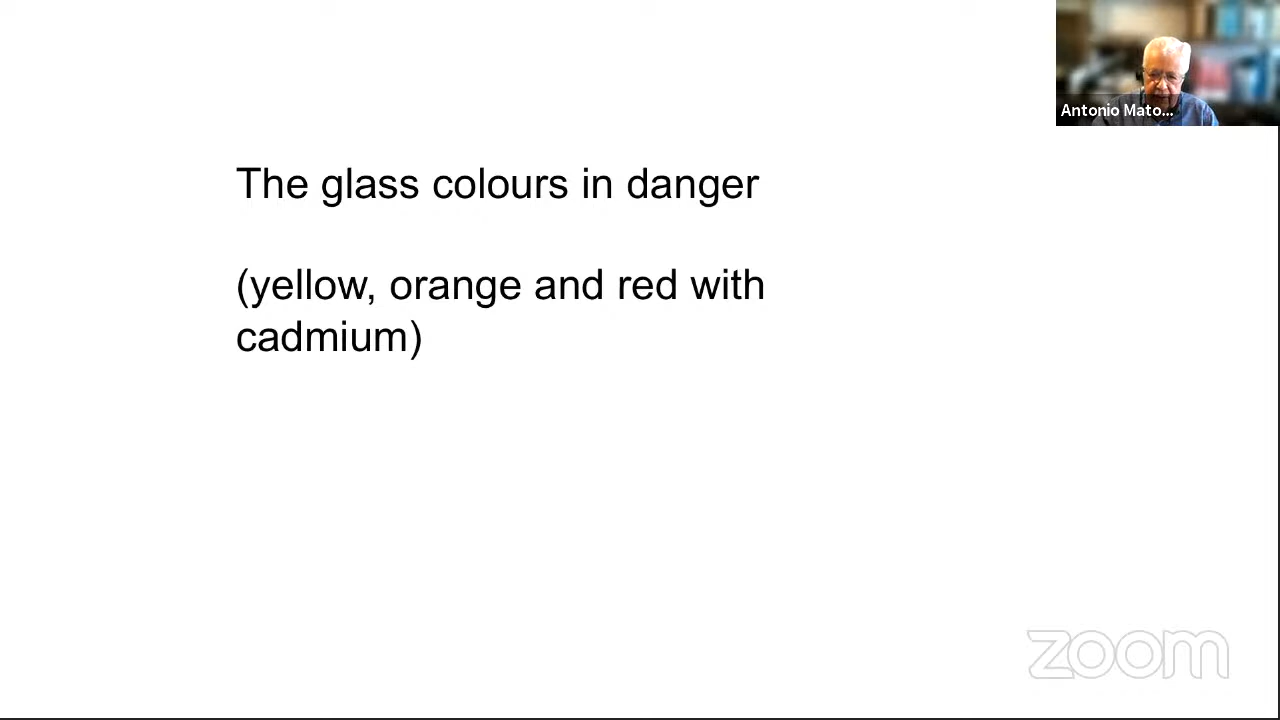 Antonio Mato...
The glass colours in danger
(yellow, orange and red with
cadmium)
zoom